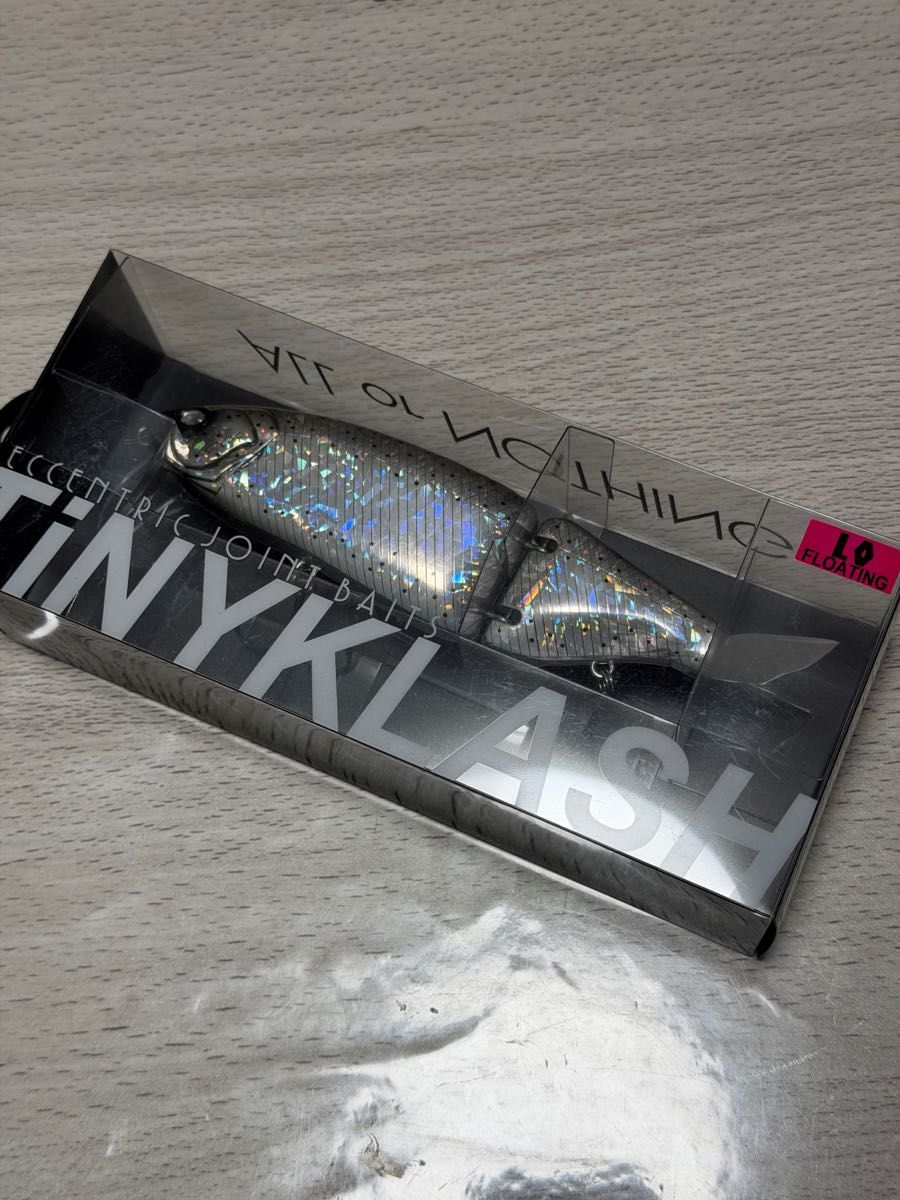 ALL or NOTHING
LO
FLOATING
ECCENTRIC JOINT BAITS
TiNYKLASH